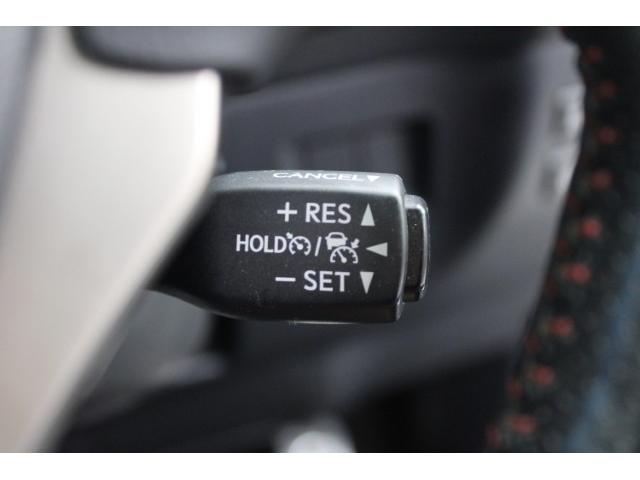 CANCEL▼
+ RES ▲
HOLD / ◀
− SET ▼